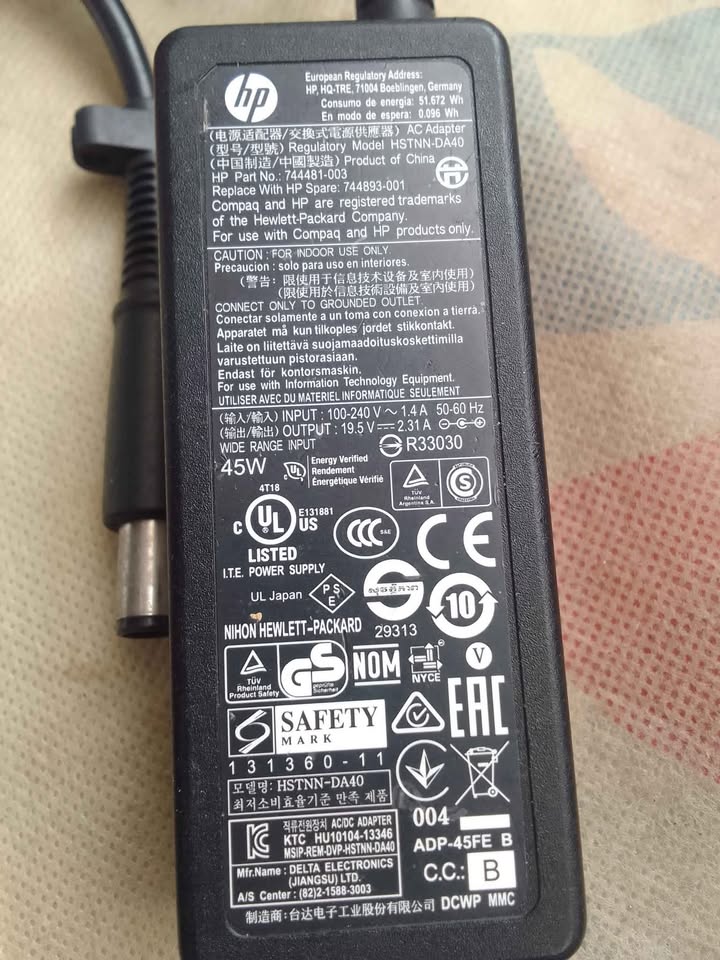 hp
European Regulatory Address:
HP, HQ-TRE, 71004 Boeblingen, Germany
Consumo de energia: 51.672 Wh
En modo de espera: 0.096 Wh
(电源适配器/交換式電源供應器) AC Adapter
(型号/型號) Regulatory Model HSTNN-DA40
(中国制造/中國製造) Product of China
HP Part No.: 744481-003
Replace With HP Spare: 744893-001
Compaq and HP are registered trademarks
of the Hewlett-Packard Company.
For use with Compaq and HP products only.
CAUTION : FOR INDOOR USE ONLY.
Precaucion : solo para uso en interiores.
(警告: 限使用于信息技术设备及室内使用)
(限使用於信息技術設備及室內使用)
CONNECT ONLY TO GROUNDED OUTLET.
Conectar solamente a un toma con conexion a tierra.
Apparatet må kun tilkoples jordet stikkontakt.
Laite on liitettävä suojamaadoituskoskettimilla
varustettuun pistorasiaan.
Endast för kontorsmaskin.
For use with Information Technology Equipment.
UTILISER AVEC DU MATERIEL INFORMATIQUE SEULEMENT
(输入/輸入) INPUT : 100-240 V ~ 1.4 A 50-60 Hz
(输出/輸出) OUTPUT : 19.5 V ⎓ 2.31 A
WIDE RANGE INPUT
R33030
45W
UL
Energy Verified
Rendement
Énergétique Vérifié
TÜV
Rheinland
Argentina S.A.
S
4T18
C UL US
E131881
LISTED
I.T.E. POWER SUPPLY
CCC S&E
CE
UL Japan
PSE
10
NIHON HEWLETT-PACKARD
29313
V
TÜV
Rheinland
Product Safety
GS
geprüfte
Sicherheit
NOM
NYCE
EAC
SAFETY
MARK
131360-11
모델명: HSTNN-DA40
최저소비효율기준 만족 제품
004
직류전원장치 AC/DC ADAPTER
KTC HU10104-13346
MSIP-REM-DVP-HSTNN-DA40
ADP-45FE B
Mfr.Name : DELTA ELECTRONICS
(JIANGSU) LTD.
A/S Center : (82)2-1588-3003
C.C.: B
制造商: 台达电子工业股份有限公司
DCWP MMC